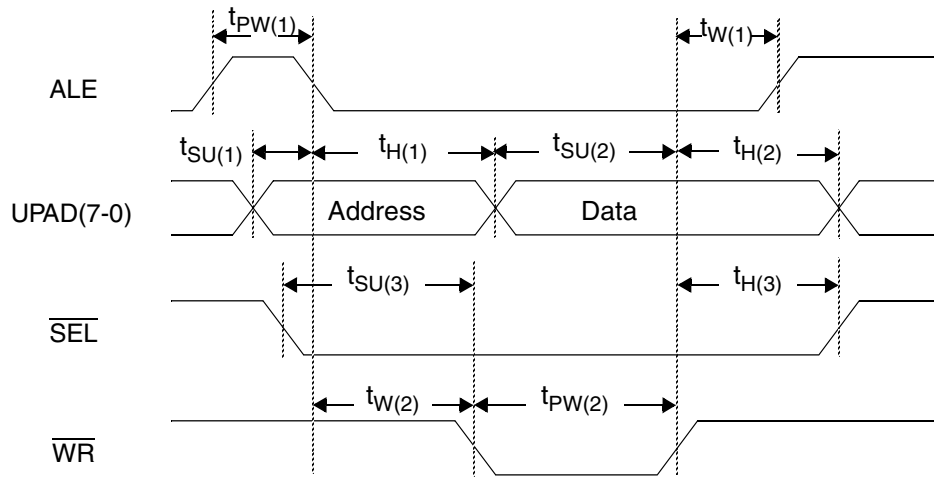 tPW(1) tW(1)
ALE
tSU(1) tH(1) tSU(2) tH(2)
UPAD(7-0) Address Data
tSU(3) tH(3)
SEL
tW(2) tPW(2)
WR